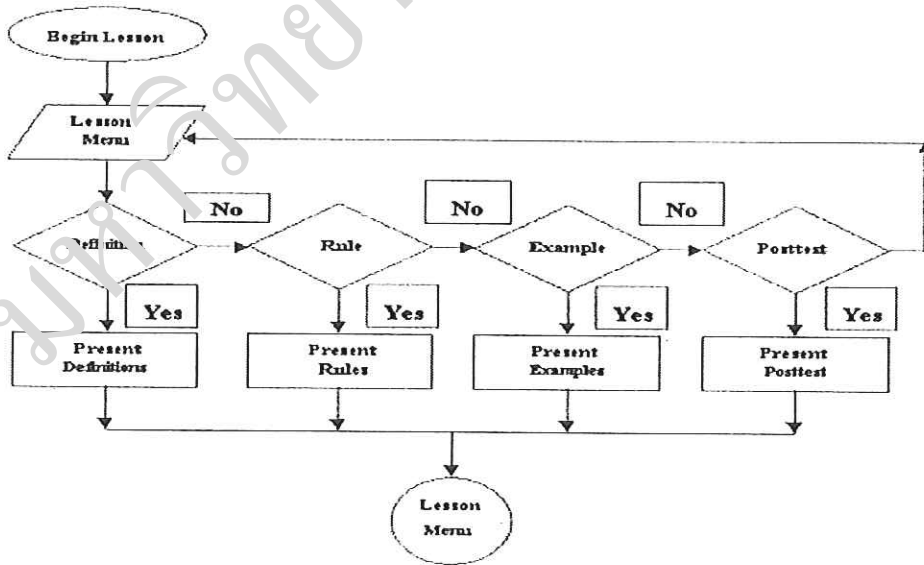 Begin Lesson
Lesson
Menu
No
No
No
Definition
Rule
Example
Posttest
Yes
Yes
Yes
Yes
Present
Definitions
Present
Rules
Present
Examples
Present
Posttest
Lesson
Menu